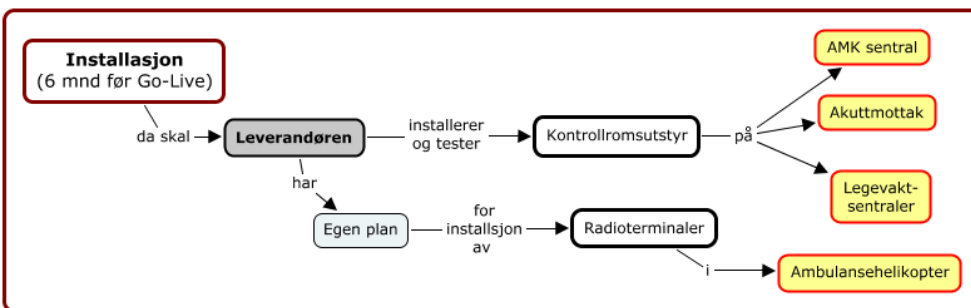 Installasjon
(6 mnd før Go-Live)
da skal
Leverandøren
installerer
og tester
Kontrollromsutstyr
på
AMK sentral
Akuttmottak
Legevakt-
sentraler
har
Egen plan
for
installsjon
av
Radioterminaler
i
Ambulansehelikopter